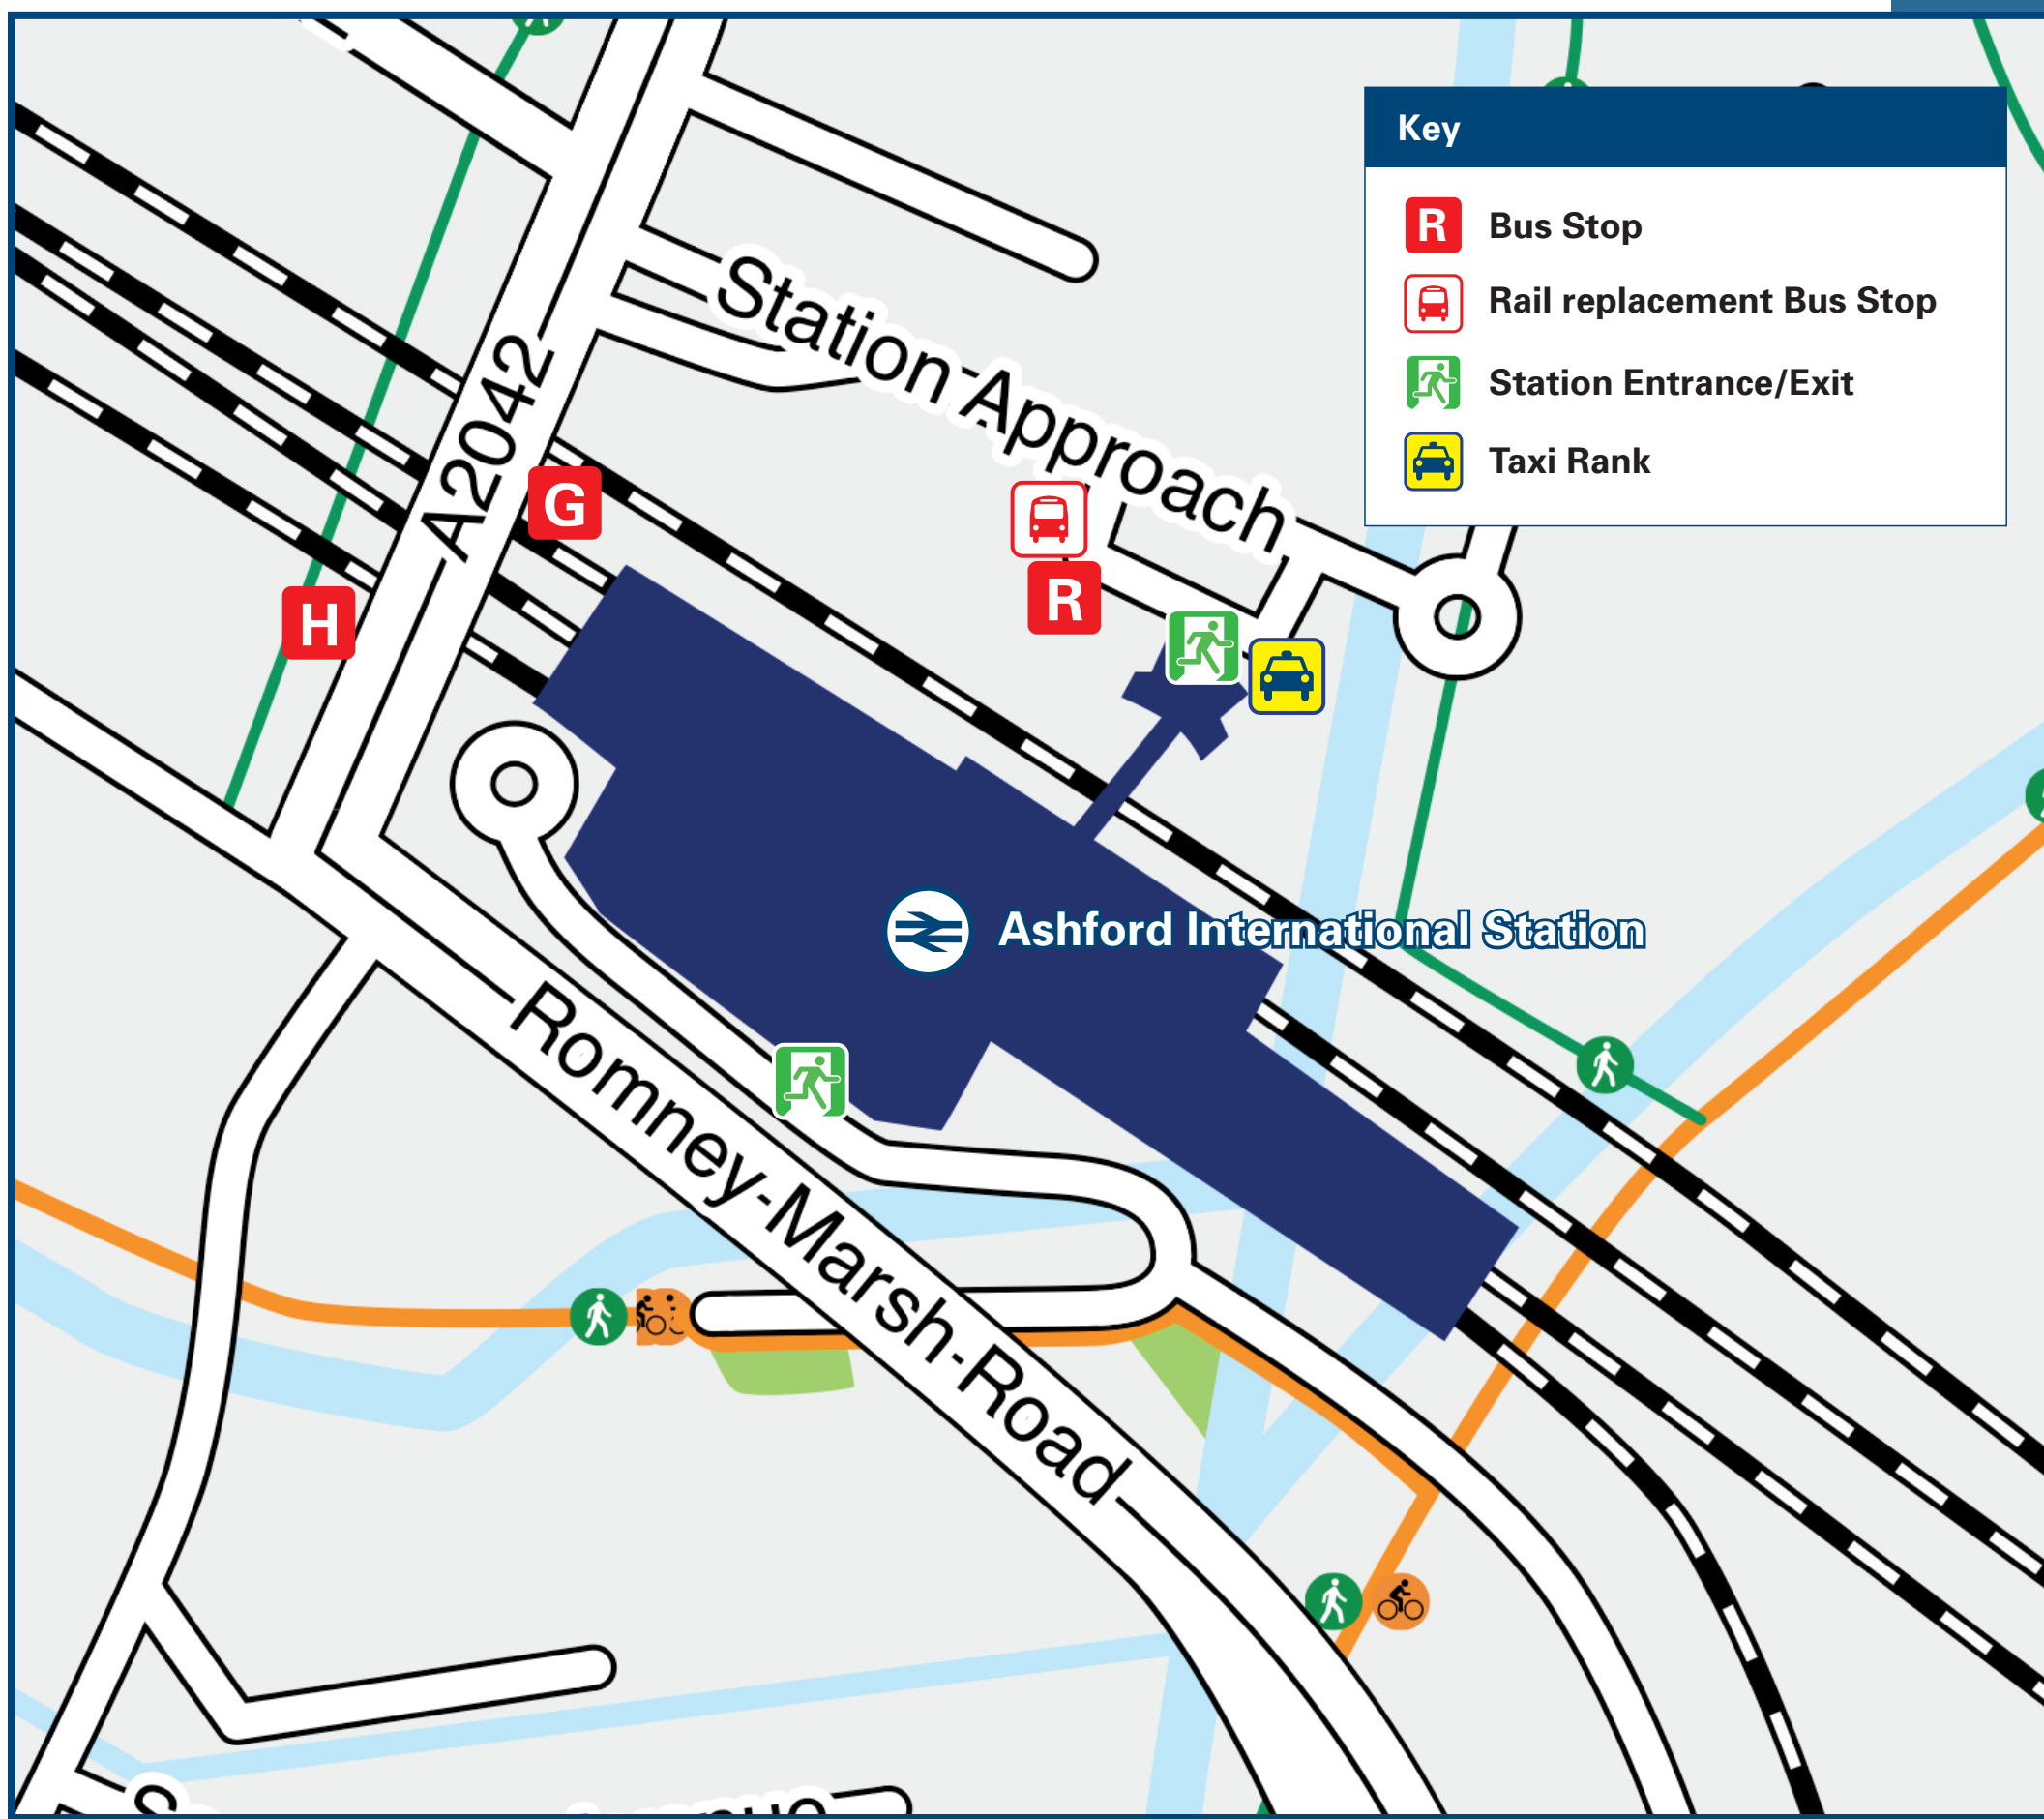 Key
R Bus Stop
Rail replacement Bus Stop
Station Entrance/Exit
Taxi Rank
Station Approach
A2042
G
R
H
Ashford International Station
Romney-Marsh-Road